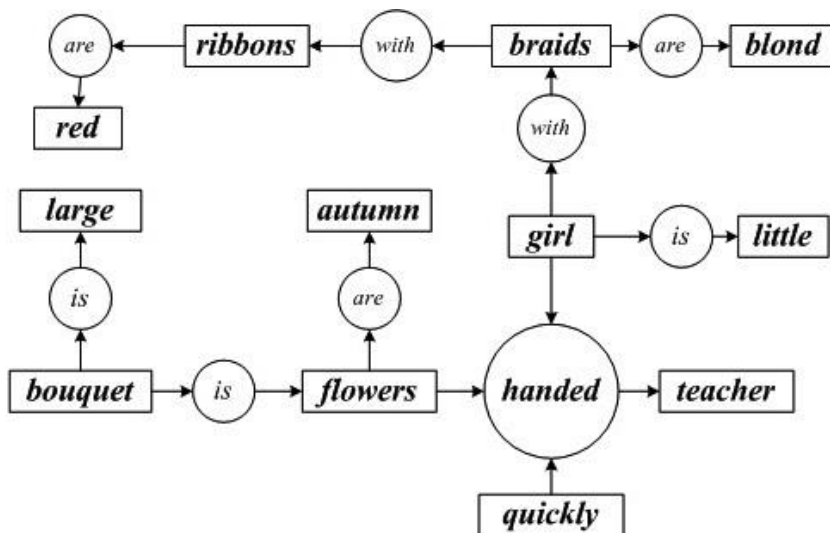 are ribbons with braids are blond
red with
large autumn girl is little
is are
bouquet is flowers handed teacher
quickly